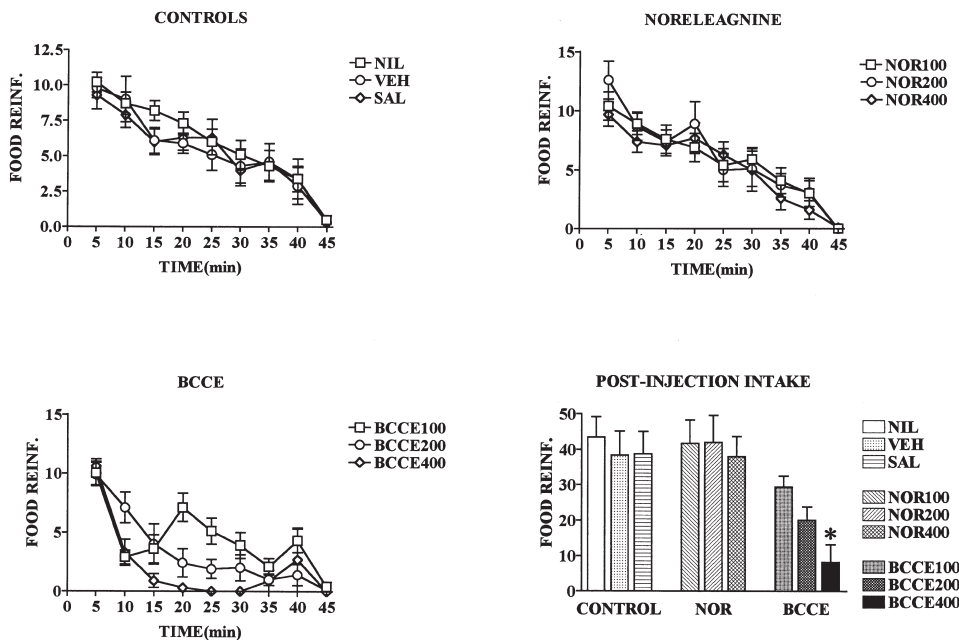 CONTROLS
12.5
10.0
7.5
5.0
2.5
0.0
FOOD REINF.
0 5 10 15 20 25 30 35 40 45
TIME(min)
NIL
VEH
SAL
NORELEAGNINE
15
10
5
0
FOOD REINF.
0 5 10 15 20 25 30 35 40 45
TIME(min)
NOR100
NOR200
NOR400
BCCE
15
10
5
0
FOOD REINF.
0 5 10 15 20 25 30 35 40 45
TIME(min)
BCCE100
BCCE200
BCCE400
POST-INJECTION INTAKE
50
40
30
20
10
0
FOOD REINF.
*
CONTROL NOR BCCE
NIL
VEH
SAL
NOR100
NOR200
NOR400
BCCE100
BCCE200
BCCE400